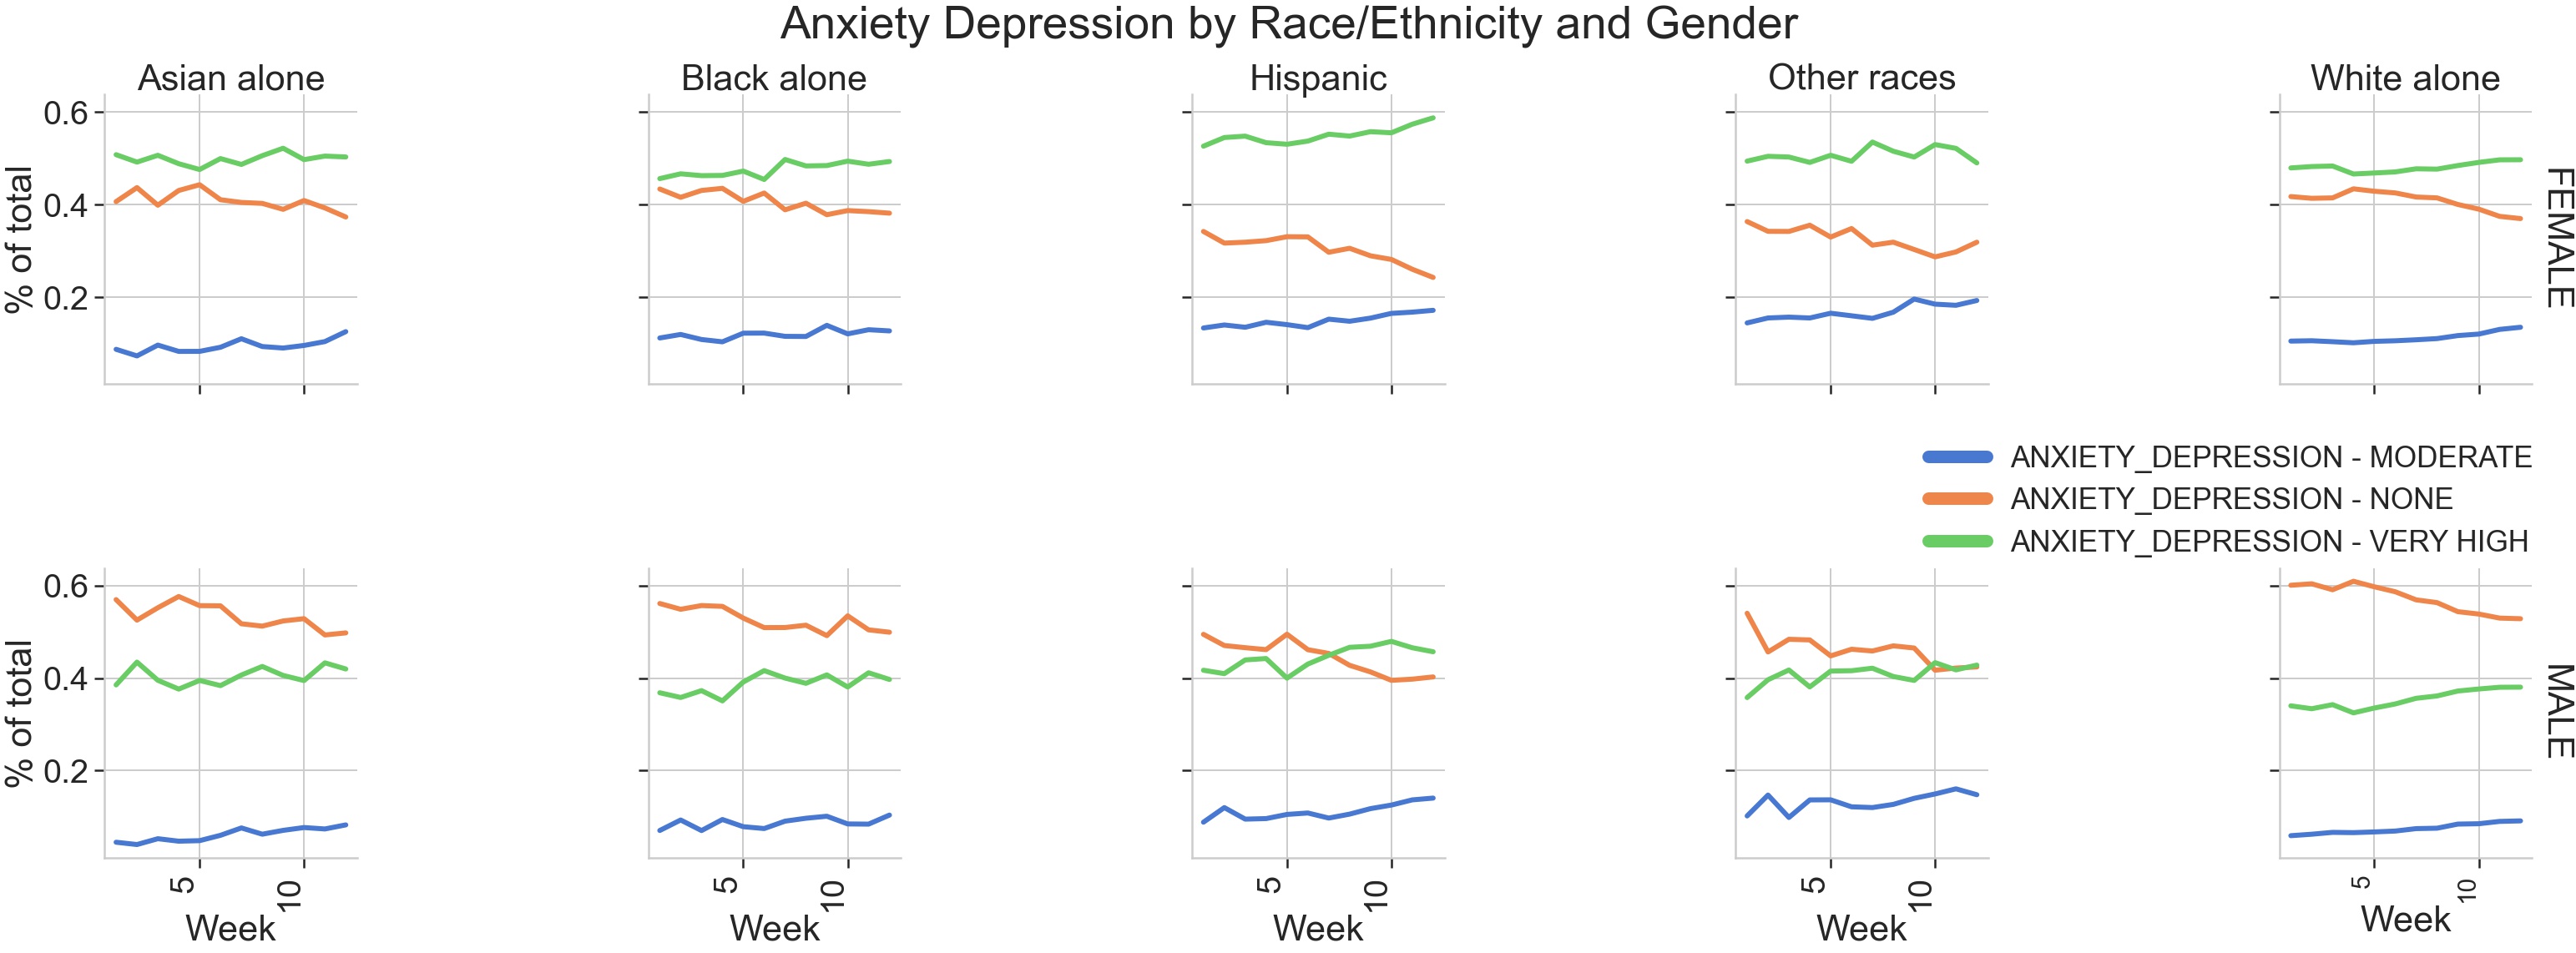 Anxiety Depression by Race/Ethnicity and Gender
Asian alone
Black alone
Hispanic
Other races
White alone
0.6
0.4
0.2
% of total
FEMALE
ANXIETY_DEPRESSION - MODERATE
ANXIETY_DEPRESSION - NONE
ANXIETY_DEPRESSION - VERY HIGH
0.6
0.4
0.2
% of total
MALE
5
10
5
10
5
10
5
10
5
10
Week
Week
Week
Week
Week